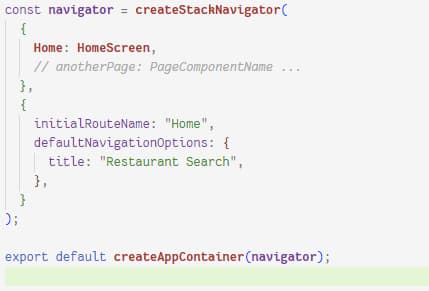 const navigator = createStackNavigator(
  {
    Home: HomeScreen,
    // anotherPage: PageComponentName ...
  },
  {
    initialRouteName: "Home",
    defaultNavigationOptions: {
      title: "Restaurant Search",
    },
  }
);

export default createAppContainer(navigator);